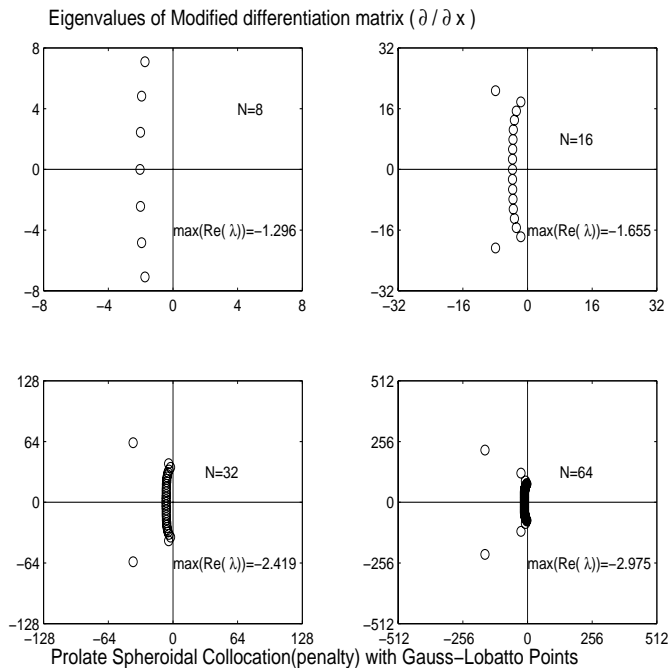 Eigenvalues of Modified differentiation matrix ( ∂ / ∂ x )
8
4
0
−4
−8
−8 −4 0 4 8
N=8
max(Re( λ))=−1.296
32
16
0
−16
−32
−32 −16 0 16 32
N=16
max(Re( λ))=−1.655
128
64
0
−64
−128
−128 −64 0 64 128
N=32
max(Re( λ))=−2.419
512
256
0
−256
−512
−512 −256 0 256 512
N=64
max(Re( λ))=−2.975
Prolate Spheroidal Collocation(penalty) with Gauss−Lobatto Points